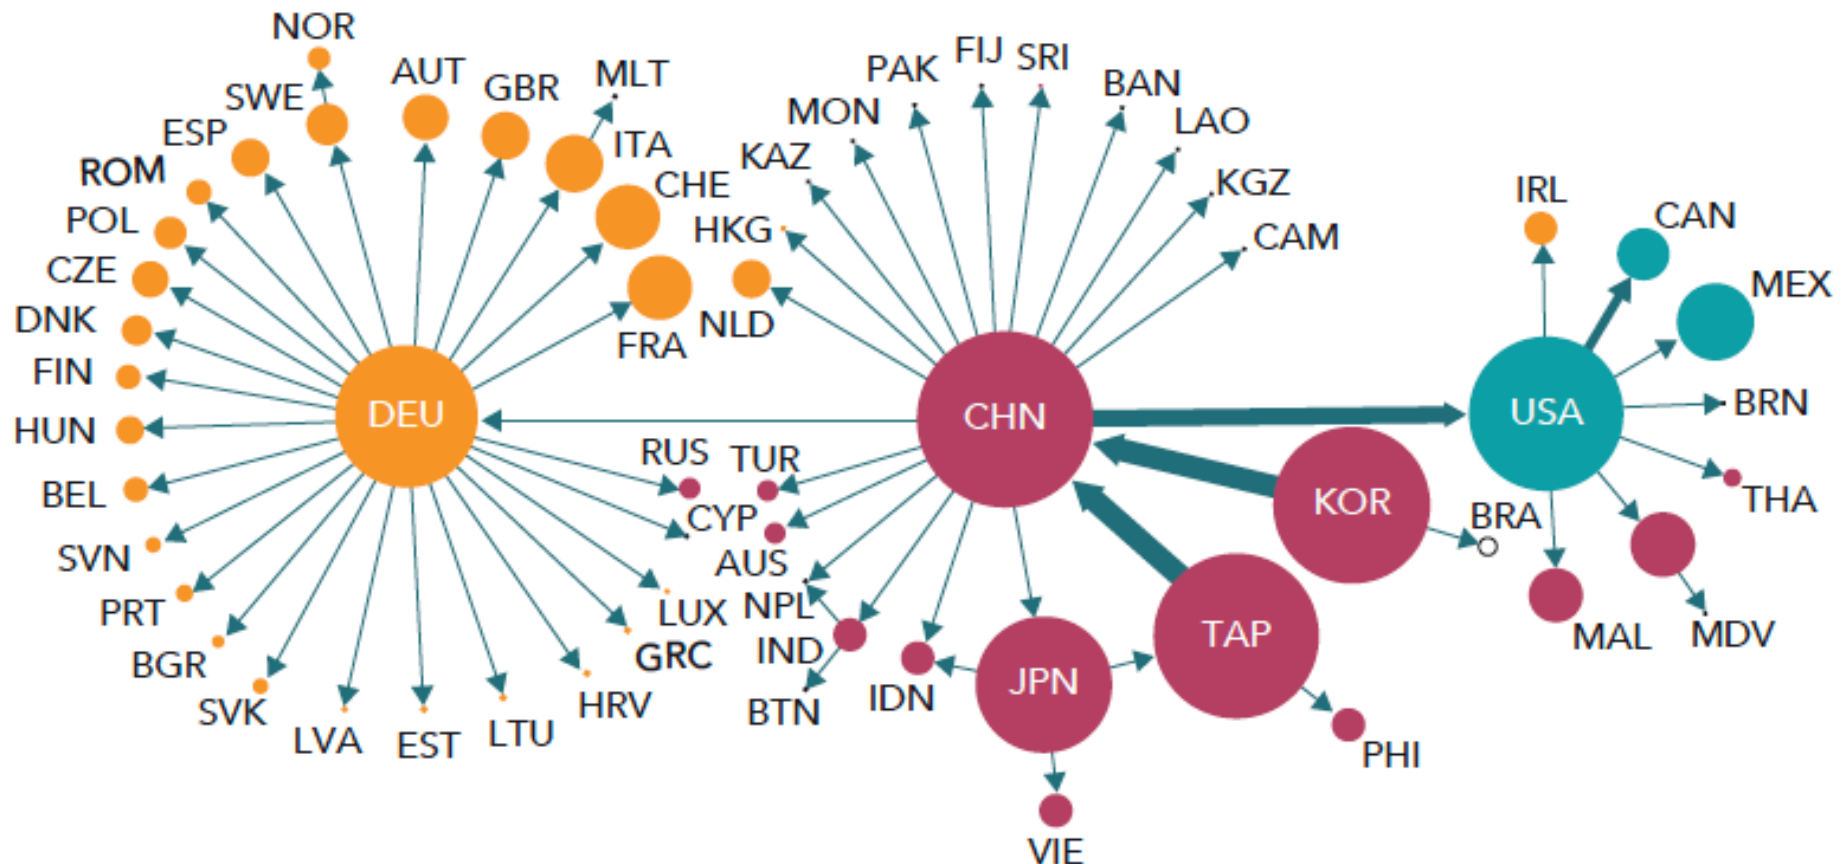 NOR
SWE
AUT
GBR
MLT
ESP
ITA
ROM
CHE
POL
CZE
DNK
FRA
FIN
DEU
HUN
BEL
RUS
CYP
SVN
PRT
LUX
BGR
GRC
SVK
HRV
LVA
EST
LTU
PAK
FIJ
SRI
BAN
MON
LAO
KAZ
KGZ
HKG
CAM
NLD
CHN
TUR
AUS
NPL
IND
BTN
IDN
JPN
TAP
VIE
PHI
KOR
BRA
IRL
CAN
MEX
USA
BRN
THA
MAL
MDV